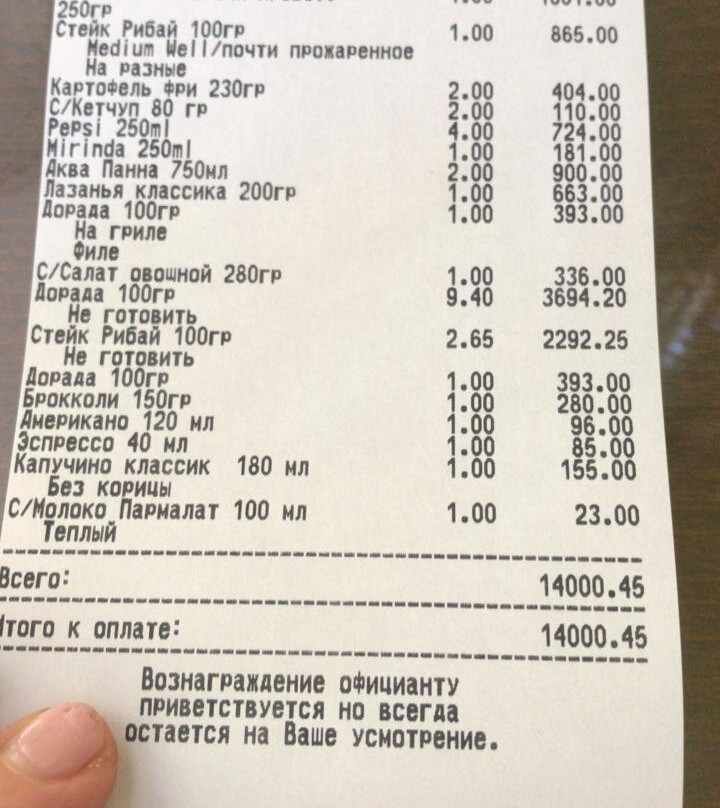 250гр
Стейк Рибай 100гр 1.00 865.00
Medium Well/почти прожаренное
На разные
Картофель фри 230гр 2.00 404.00
С/Кетчуп 80 гр 2.00 110.00
Pepsi 250ml 4.00 724.00
Mirinda 250ml 1.00 181.00
Аква Панна 750мл 2.00 900.00
Лазанья классика 200гр 1.00 663.00
Дорада 100гр 1.00 393.00
На гриле
Филе
С/Салат овошной 280гр 1.00 336.00
Дорада 100гр 9.40 3694.20
Не готовить
Стейк Рибай 100гр 2.65 2292.25
Не готовить
Дорада 100гр 1.00 393.00
Брокколи 150гр 1.00 280.00
Американо 120 мл 1.00 96.00
Эспрессо 40 мл 1.00 85.00
Капучино классик 180 мл 1.00 155.00
Без корицы
С/Молоко Пармалат 100 мл 1.00 23.00
Теплый
Всего: 14000.45
Итого к оплате: 14000.45
Вознаграждение официанту
приветствуется но всегда
остается на Ваше усмотрение.